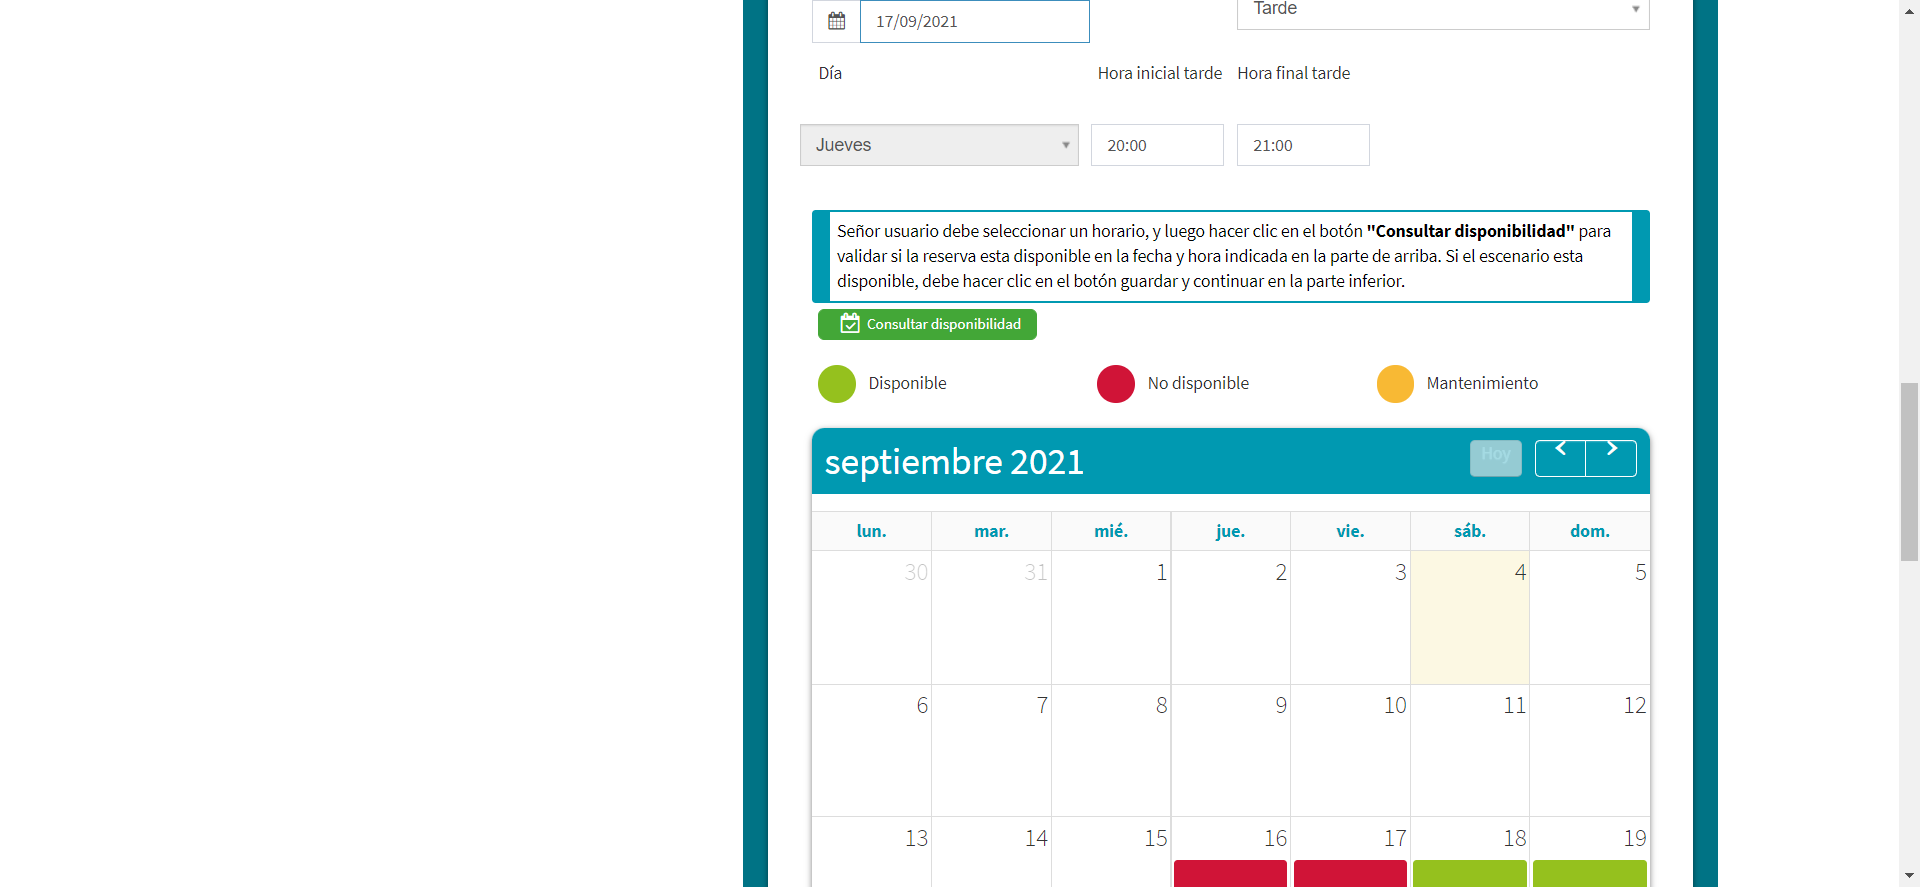 17/09/2021
Tarde
Día
Hora inicial tarde
Hora final tarde
Jueves
20:00
21:00
Señor usuario debe seleccionar un horario, y luego hacer clic en el botón "Consultar disponibilidad" para
validar si la reserva esta disponible en la fecha y hora indicada en la parte de arriba. Si el escenario esta
disponible, debe hacer clic en el botón guardar y continuar en la parte inferior.
Consultar disponibilidad
Disponible
No disponible
Mantenimiento
septiembre 2021
Hoy
lun. mar. mié. jue. vie. sáb. dom.
30 31 1 2 3 4 5
6 7 8 9 10 11 12
13 14 15 16 17 18 19